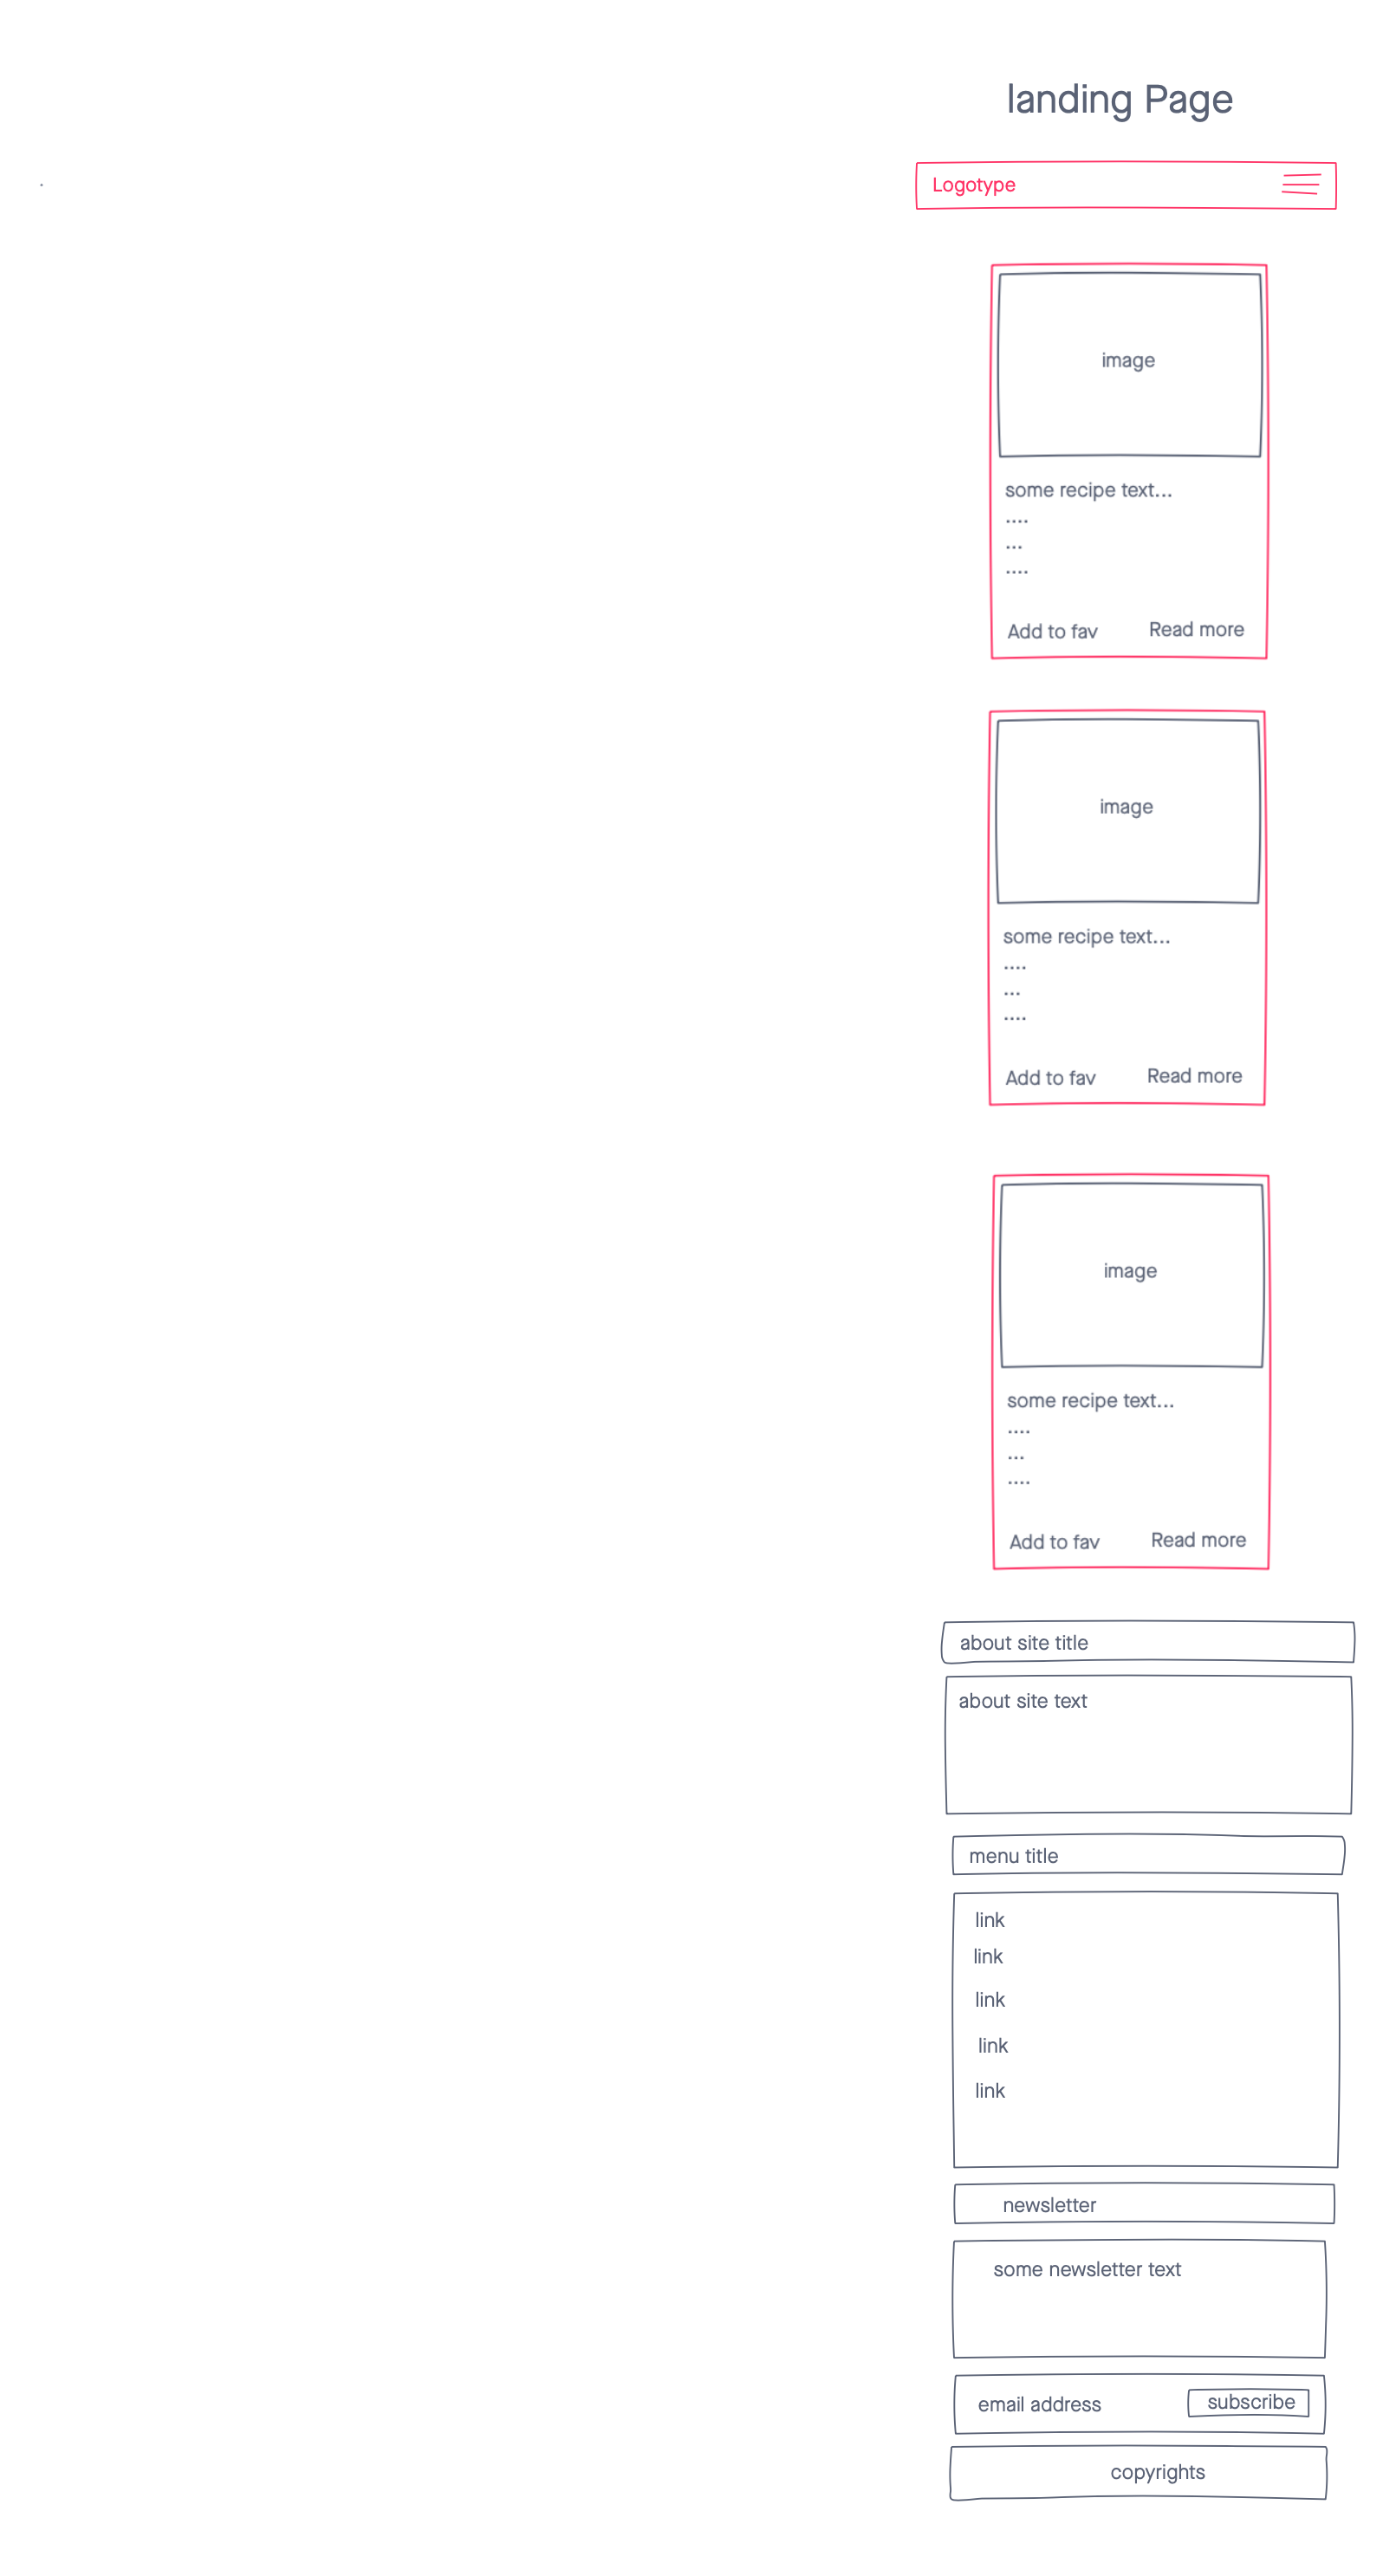 landing Page
Logotype
image
some recipe text...
....
...
....
Add to fav Read more
image
some recipe text...
....
...
....
Add to fav Read more
image
some recipe text...
....
...
....
Add to fav Read more
about site title
about site text
menu title
link
link
link
link
link
newsletter
some newsletter text
email address subscribe
copyrights